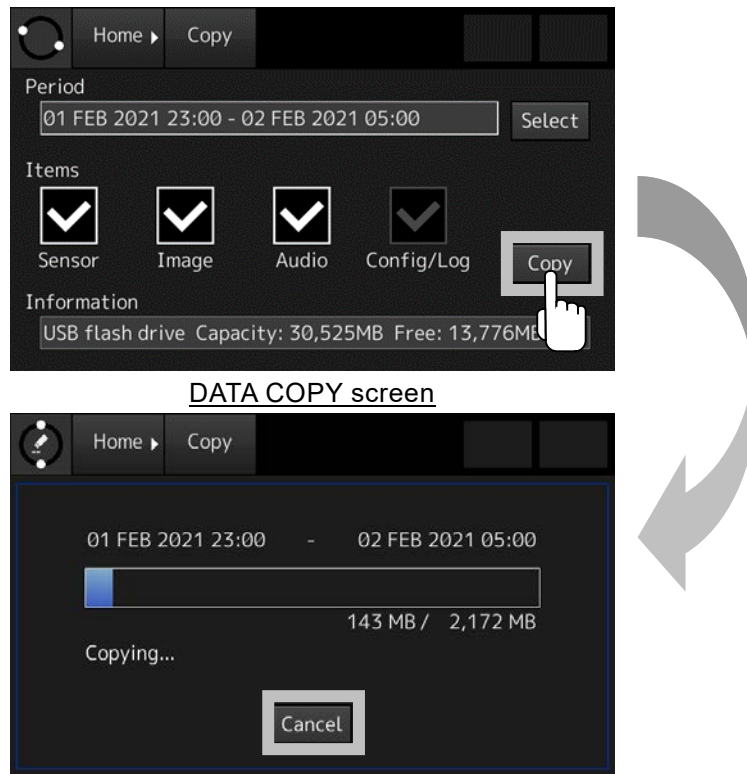 Home Copy
Period
01 FEB 2021 23:00 - 02 FEB 2021 05:00 Select
Items
Sensor Image Audio Config/Log Copy
Information
USB flash drive Capacity: 30,525MB Free: 13,776MB
DATA COPY screen
Home Copy
01 FEB 2021 23:00 - 02 FEB 2021 05:00
143 MB / 2,172 MB
Copying...
Cancel